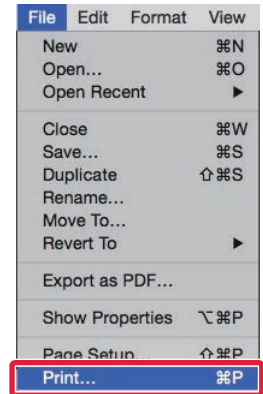 File Edit Format View
New ⌘N
Open... ⌘O
Open Recent ▶
Close ⌘W
Save... ⌘S
Duplicate ⇧⌘S
Rename...
Move To...
Revert To ▶
Export as PDF...
Show Properties ⌥⌘P
Page Setup... ⇧⌘P
Print... ⌘P